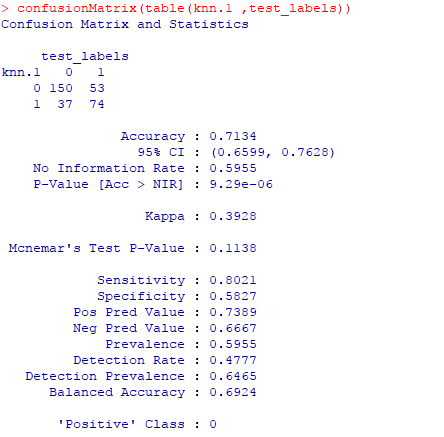 > confusionMatrix(table(knn.1 ,test_labels))
Confusion Matrix and Statistics
test_labels
knn.1 0 1
0 150 53
1 37 74
Accuracy : 0.7134
95% CI : (0.6599, 0.7628)
No Information Rate : 0.5955
P-Value [Acc > NIR] : 9.29e-06
Kappa : 0.3928
Mcnemar's Test P-Value : 0.1138
Sensitivity : 0.8021
Specificity : 0.5827
Pos Pred Value : 0.7389
Neg Pred Value : 0.6667
Prevalence : 0.5955
Detection Rate : 0.4777
Detection Prevalence : 0.6465
Balanced Accuracy : 0.6924
'Positive' Class : 0